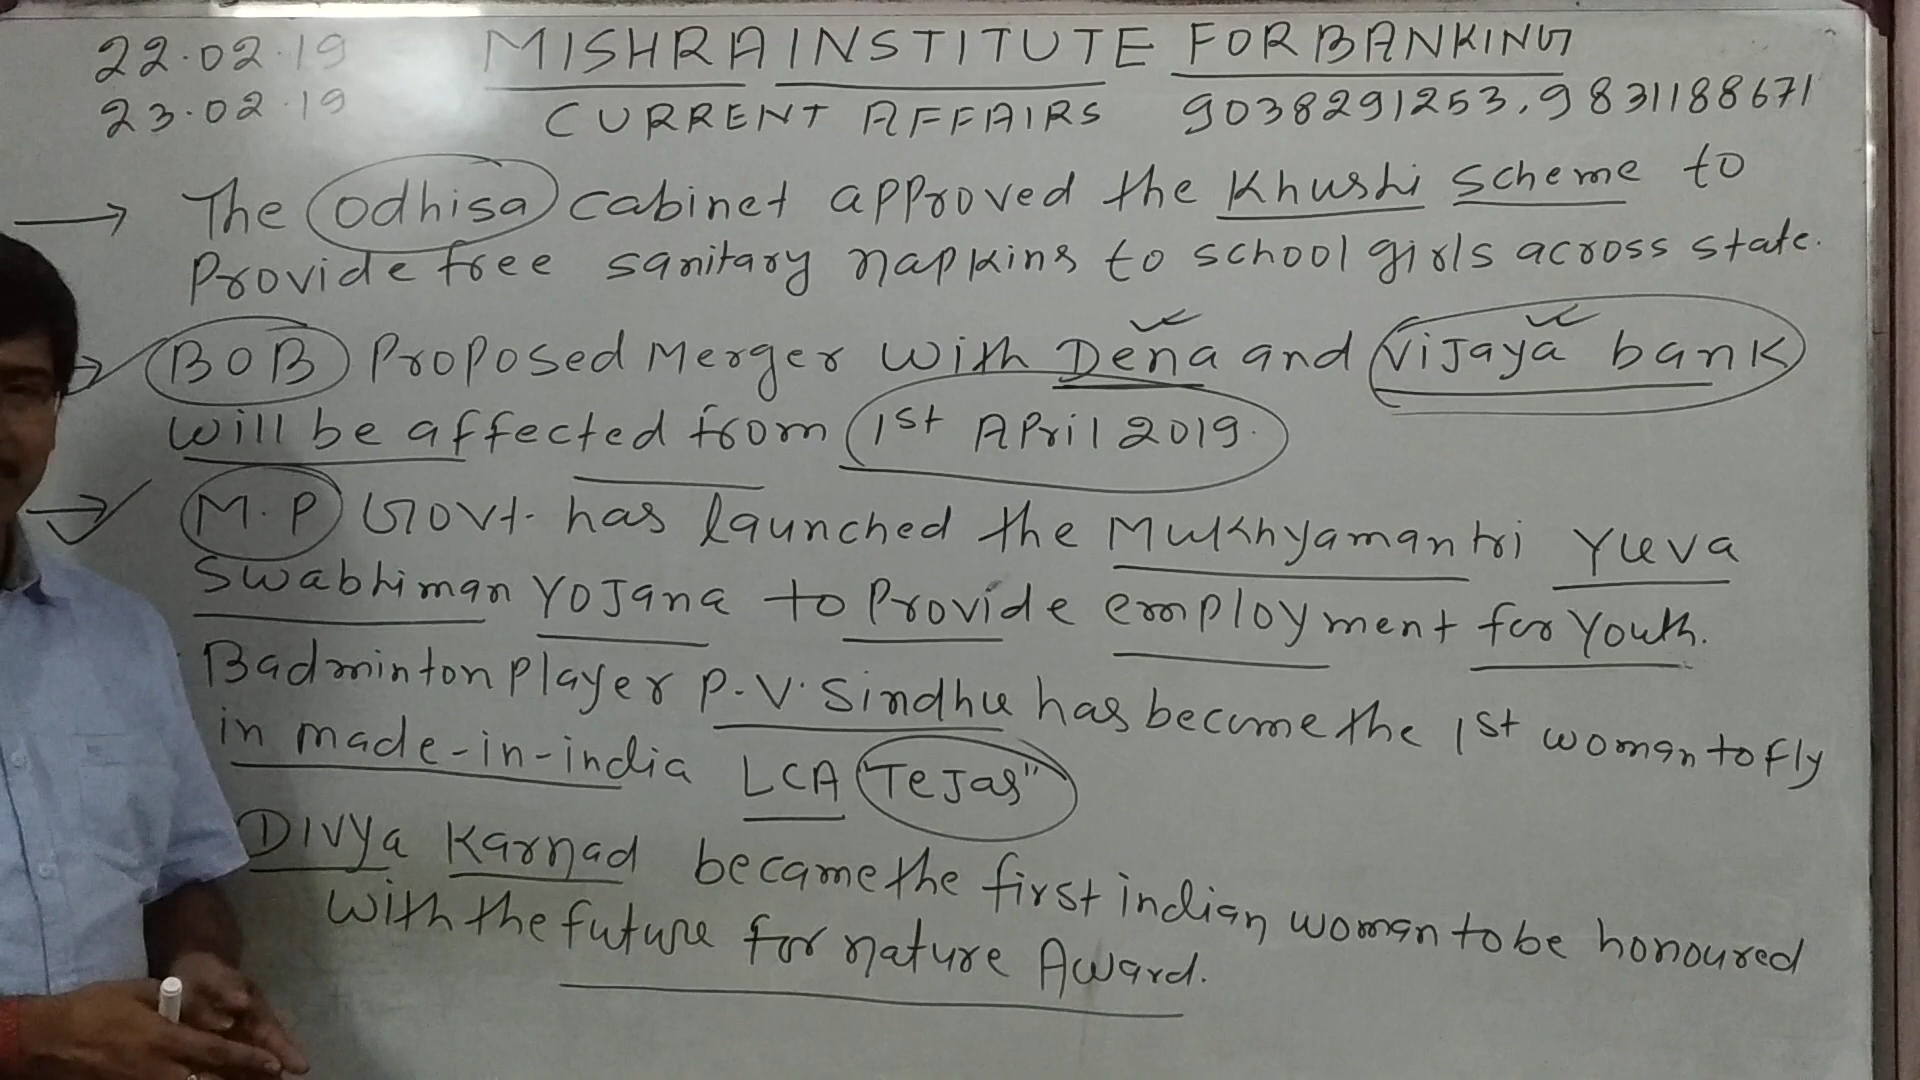 22.02.19 MISHRA INSTITUTE FOR BANKING
23.02.19 CURRENT AFFAIRS 9038291253, 9831188671
→ The odhisa cabinet approved the Khushi scheme to
Provide free sanitary napkins to school girls across state.
→ BOB Proposed Merger with Dena and Vijaya bank
will be affected from 1st April 2019.
→ M.P Govt. has launched the Mukhyamantri Yuva
Swabhiman Yojana to Provide employment for Youth.
Badminton Player P.V. Sindhu has become the 1st woman to fly
in made-in-india LCA "Tejas"
Divya Karnad became the first indian woman to be honoured
with the future for nature Award.